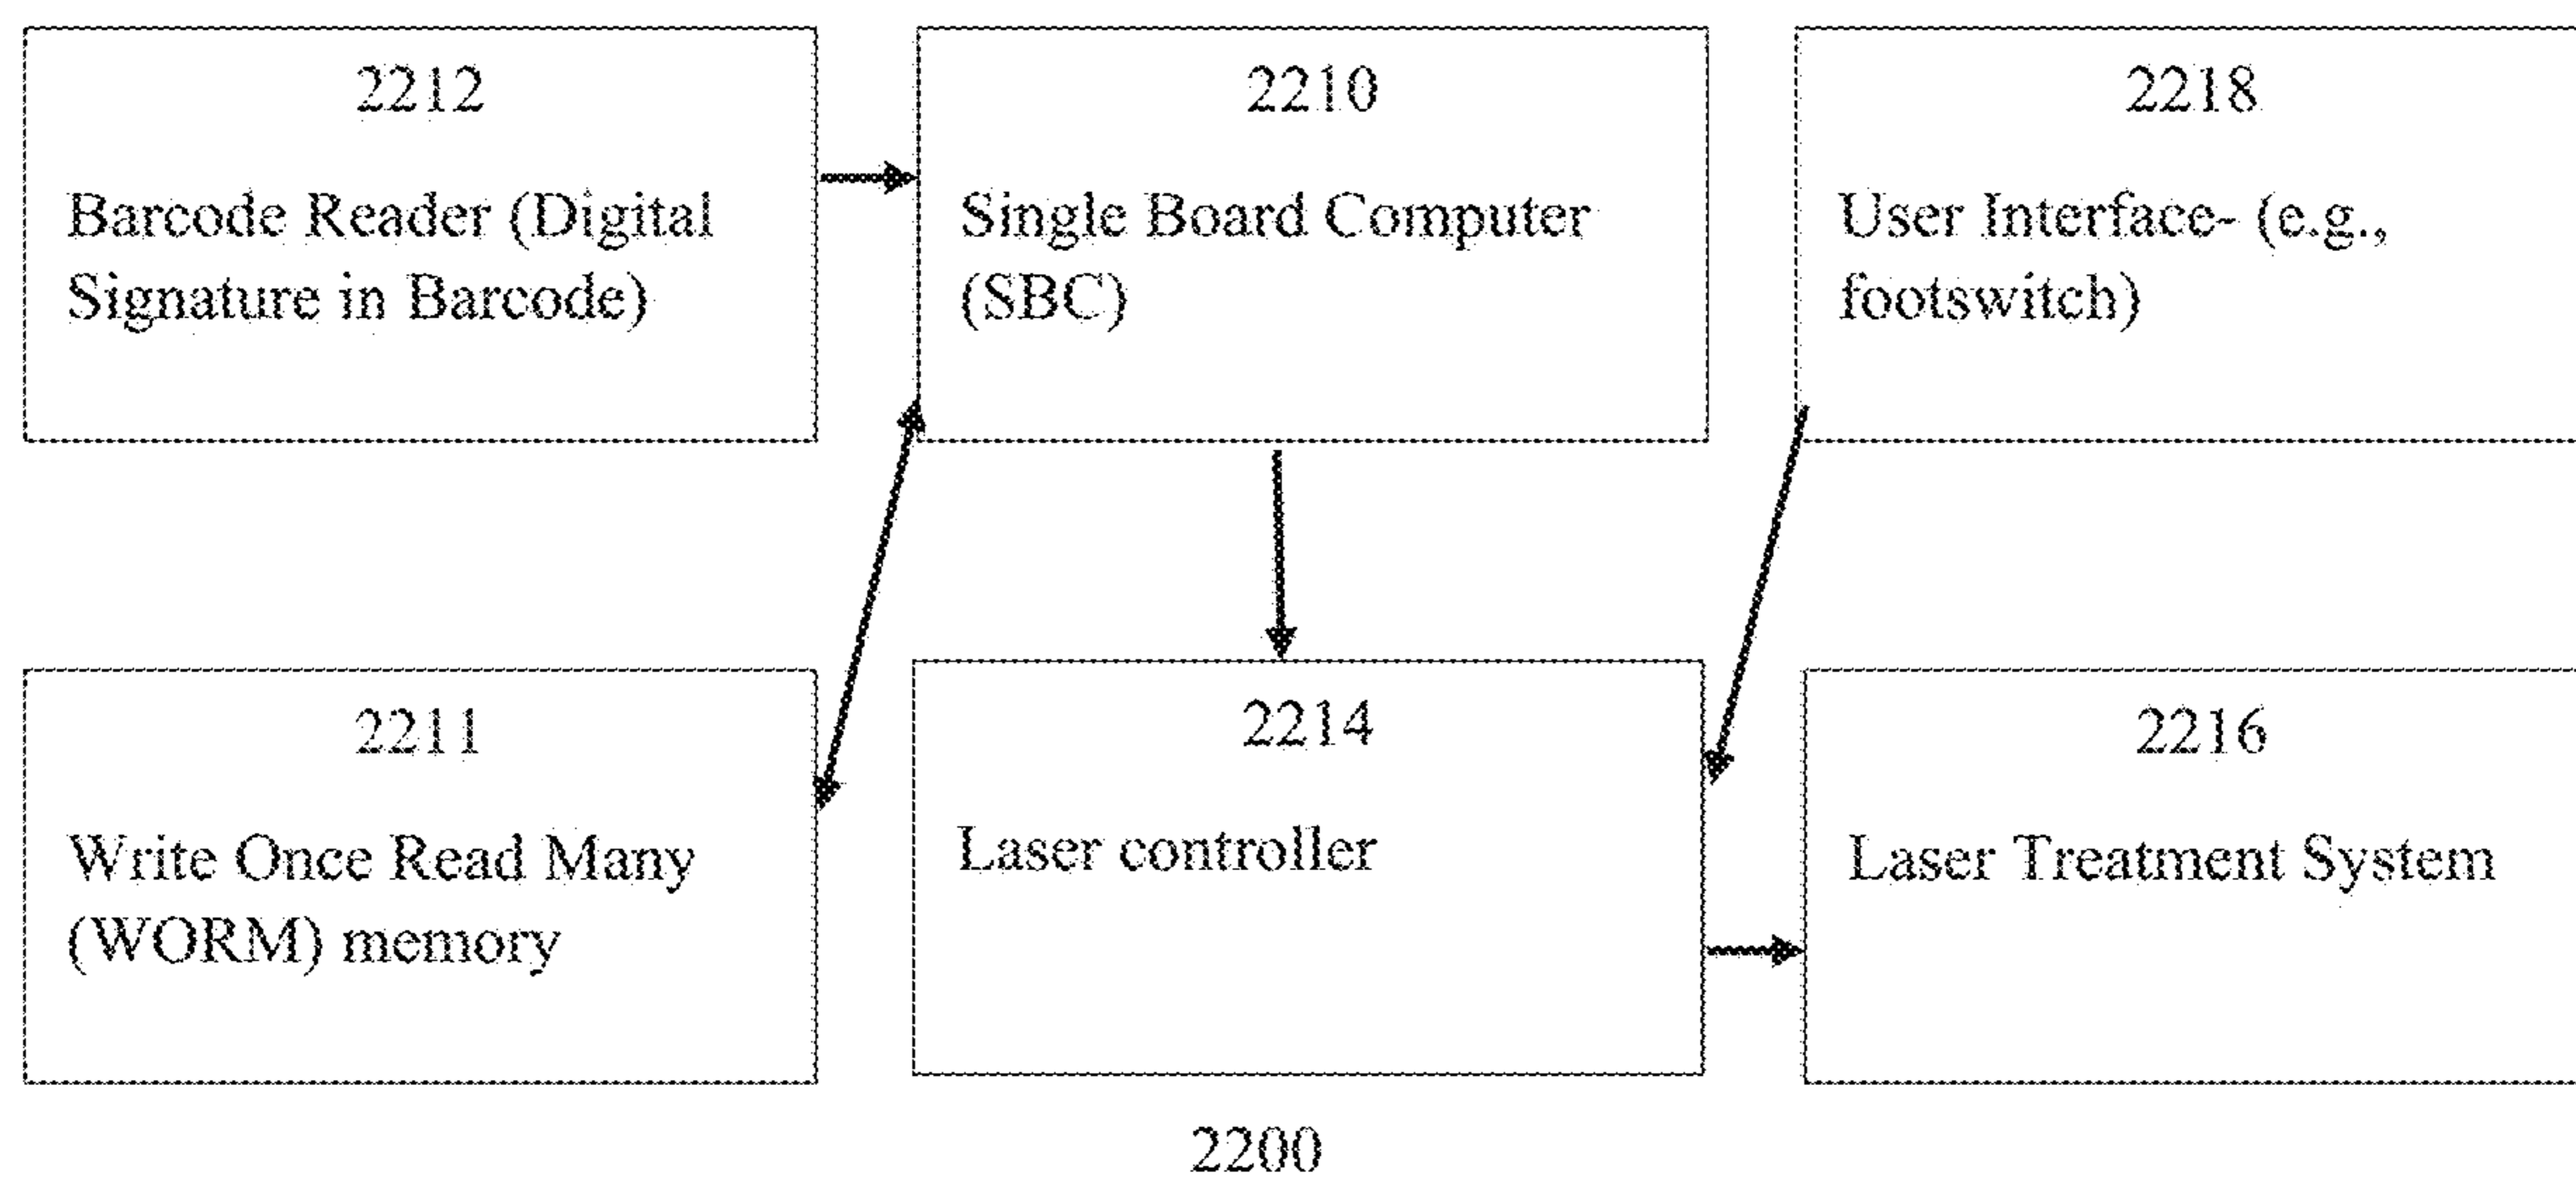 2212
Barcode Reader (Digital
Signature in Barcode)
2210
Single Board Computer
(SBC)
2218
User Interface- (e.g.,
footswitch)
2211
Write Once Read Many
(WORM) memory
2214
Laser controller
2216
Laser Treatment System
2200